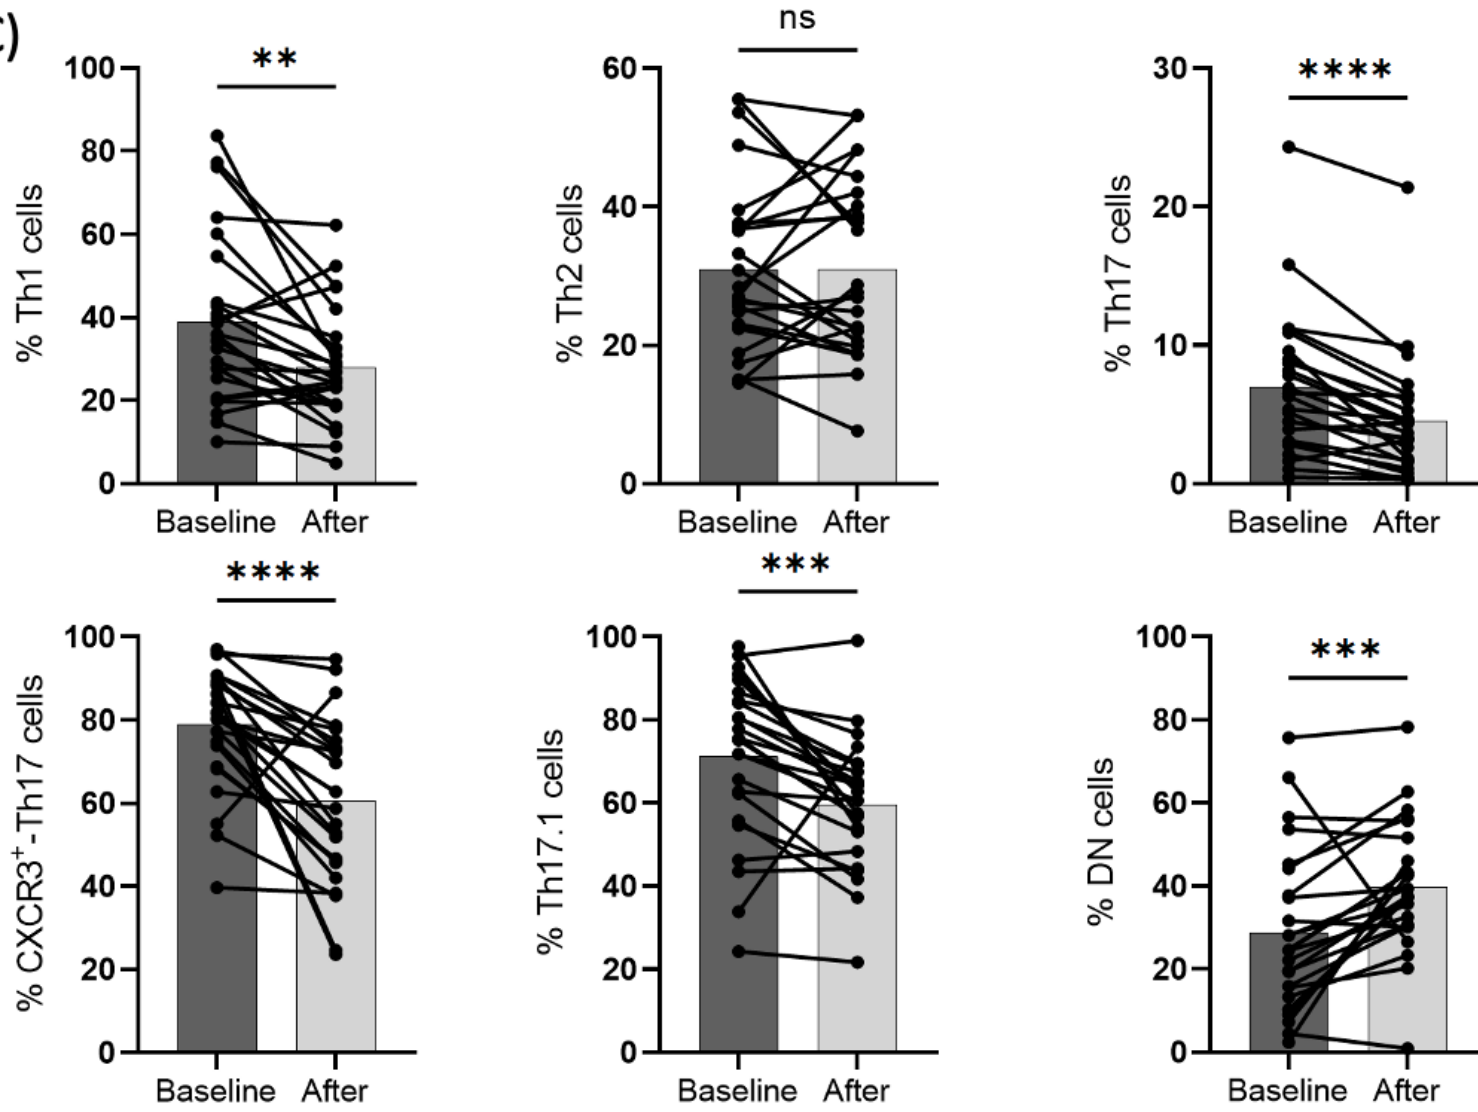 c)
**
ns
****
100
80
60
40
20
0
% Th1 cells
Baseline After
60
40
20
0
% Th2 cells
Baseline After
30
20
10
0
% Th17 cells
Baseline After
****
***
***
100
80
60
40
20
0
% CXCR3⁺-Th17 cells
Baseline After
100
80
60
40
20
0
% Th17.1 cells
Baseline After
100
80
60
40
20
0
% DN cells
Baseline After